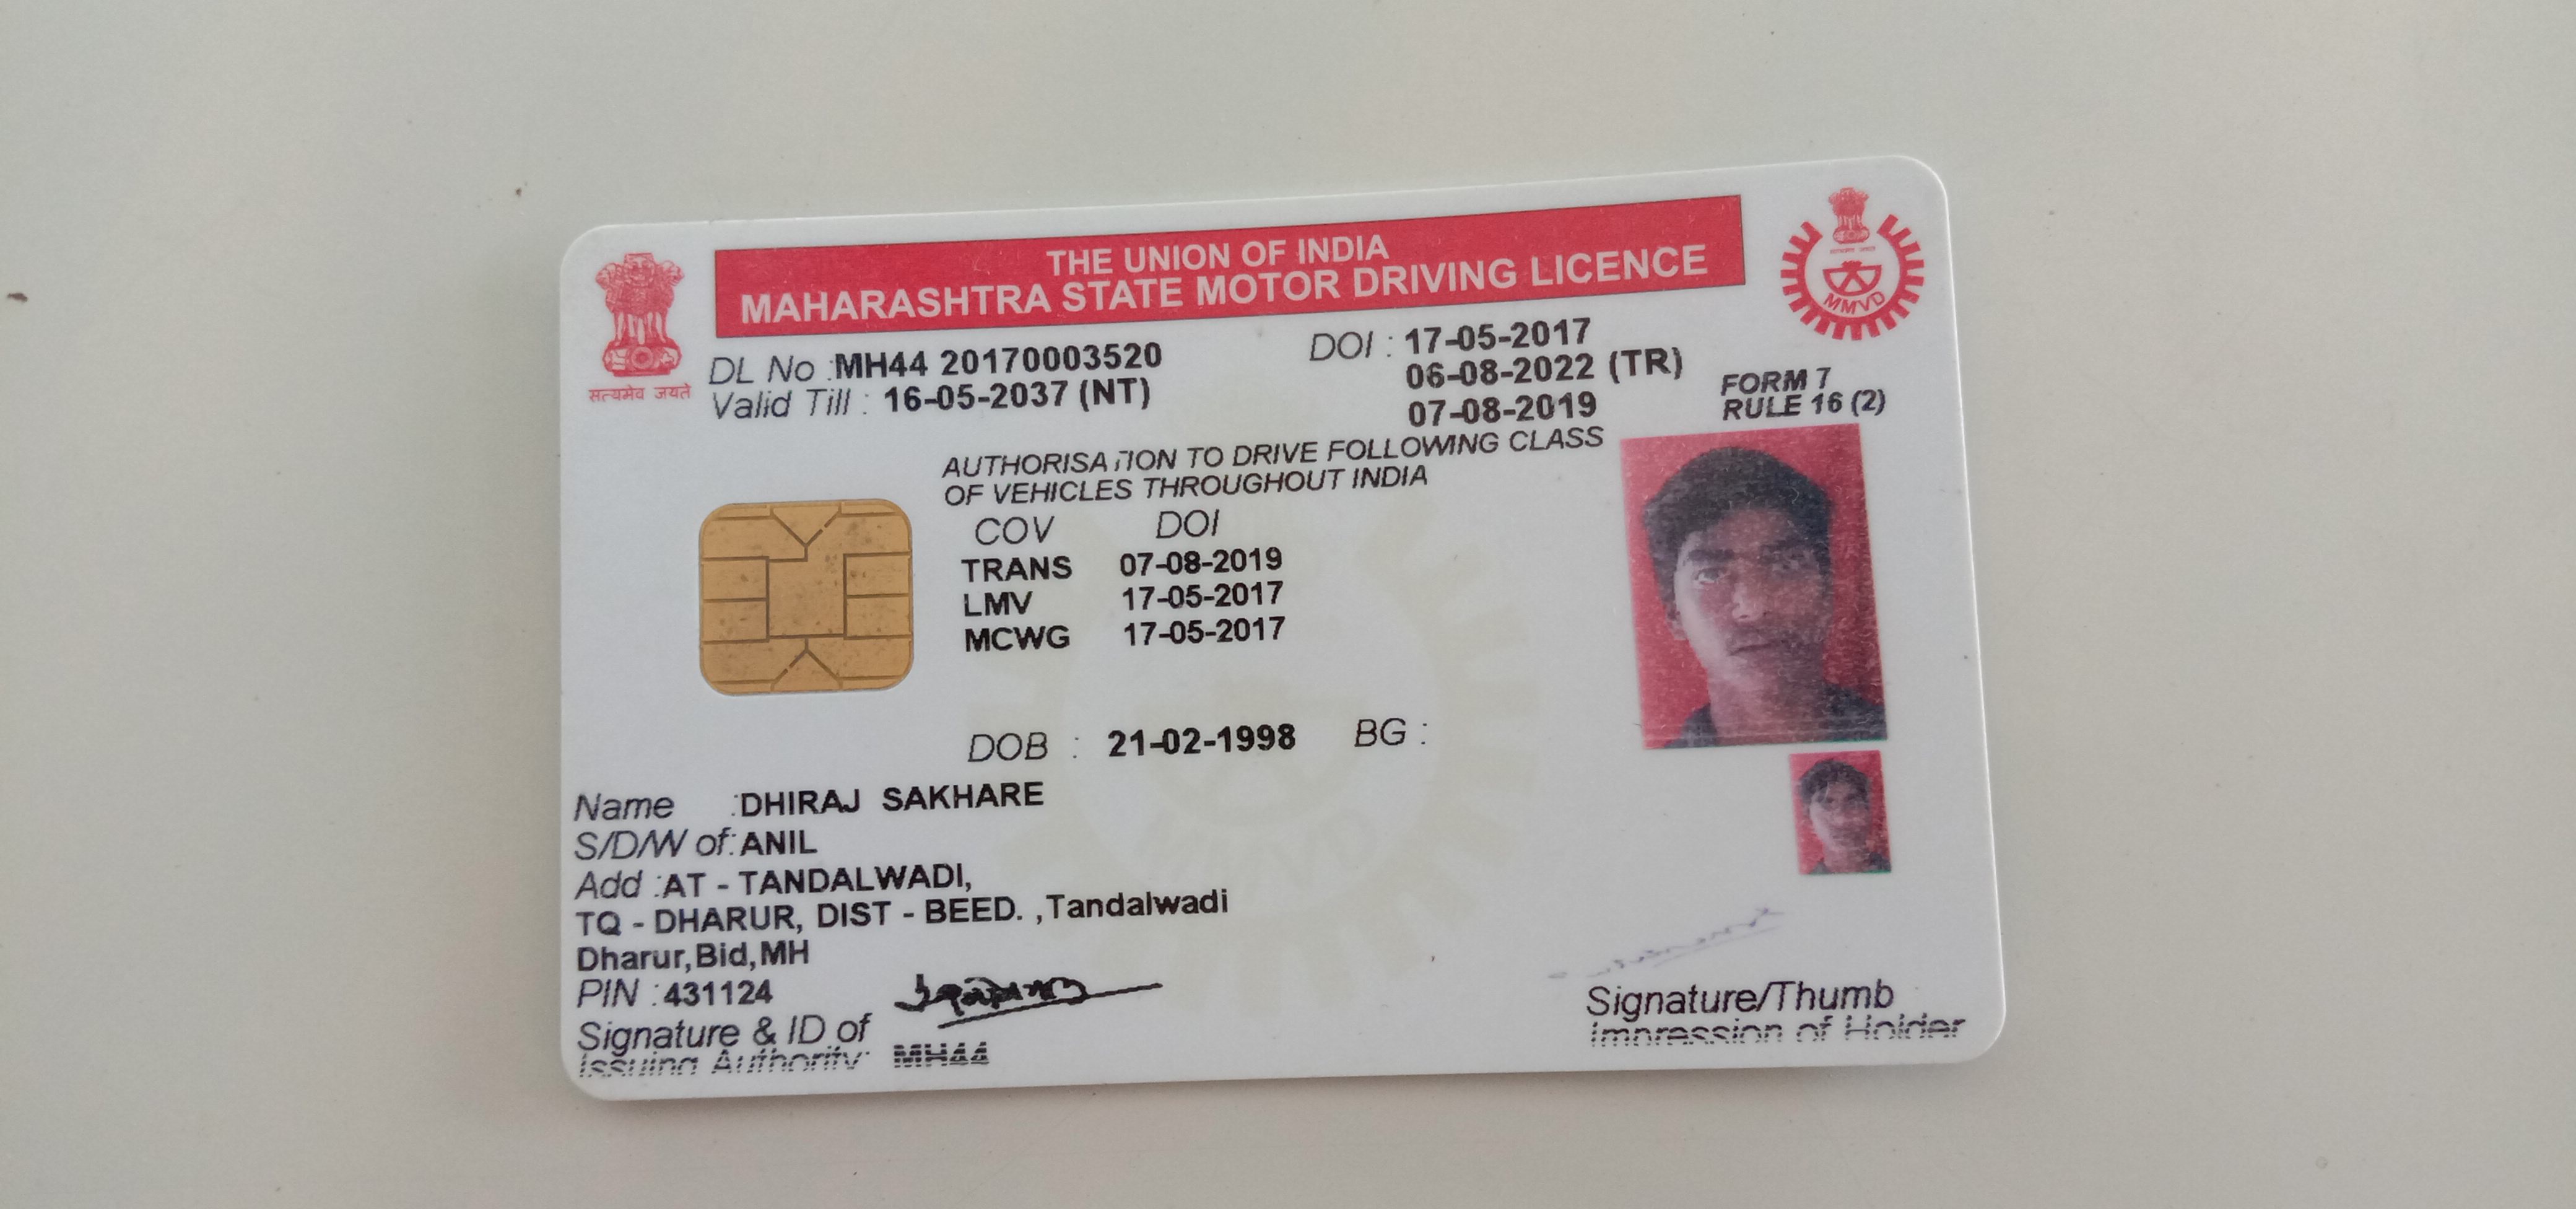 THE UNION OF INDIA
MAHARASHTRA STATE MOTOR DRIVING LICENCE
MMVD
सत्यमेव जयते
DL No : MH44 20170003520 DOI : 17-05-2017
Valid Till : 16-05-2037 (NT) 06-08-2022 (TR)
07-08-2019
FORM 7
RULE 16 (2)
AUTHORISATION TO DRIVE FOLLOWING CLASS
OF VEHICLES THROUGHOUT INDIA
COV DOI
TRANS 07-08-2019
LMV 17-05-2017
MCWG 17-05-2017
DOB : 21-02-1998 BG :
Name :DHIRAJ SAKHARE
S/D/W of:ANIL
Add :AT - TANDALWADI,
TQ - DHARUR, DIST - BEED. ,Tandalwadi
Dharur,Bid,MH
PIN :431124
Signature & ID of
Issuing Authority: MH44
Signature/Thumb
Impression of Holder